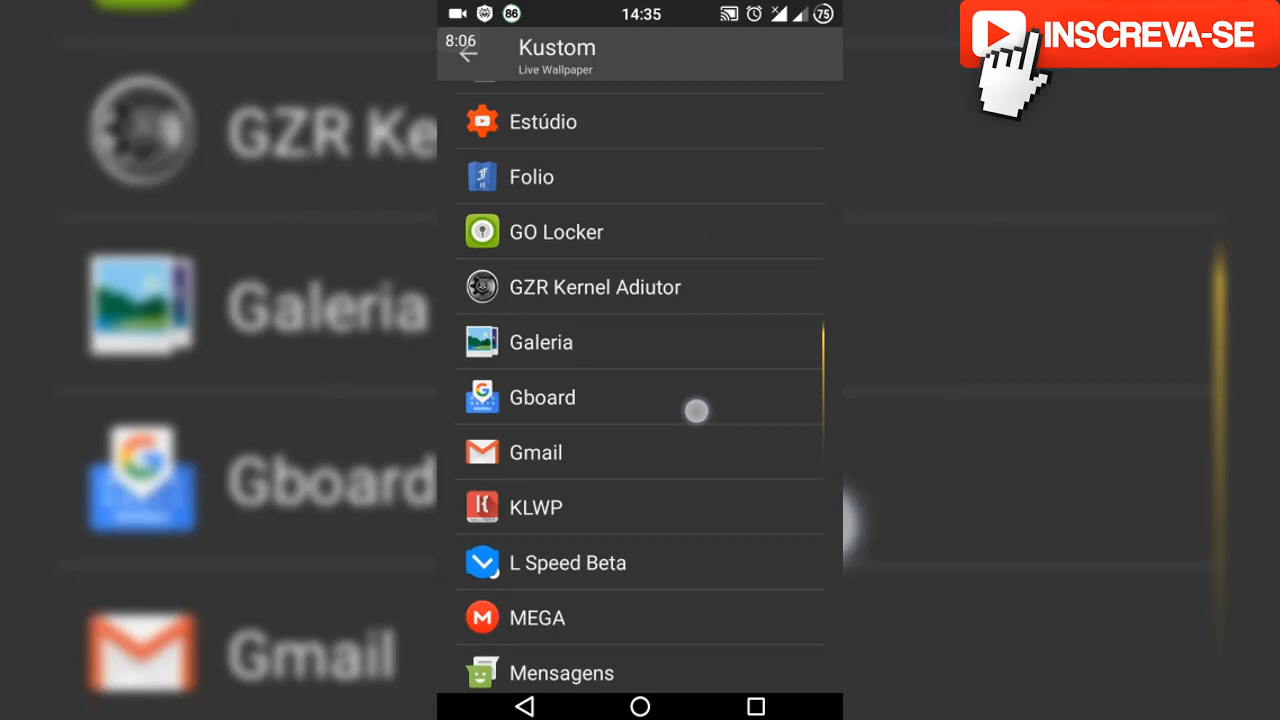 86
14:35
75
INSCREVA-SE
8:06
Kustom
Live Wallpaper
Estúdio
Folio
GO Locker
GZR Kernel Adiutor
Galeria
Gboard
Gmail
KLWP
L Speed Beta
MEGA
Mensagens
GZR Ke
Galeria
Gboard
Gmail